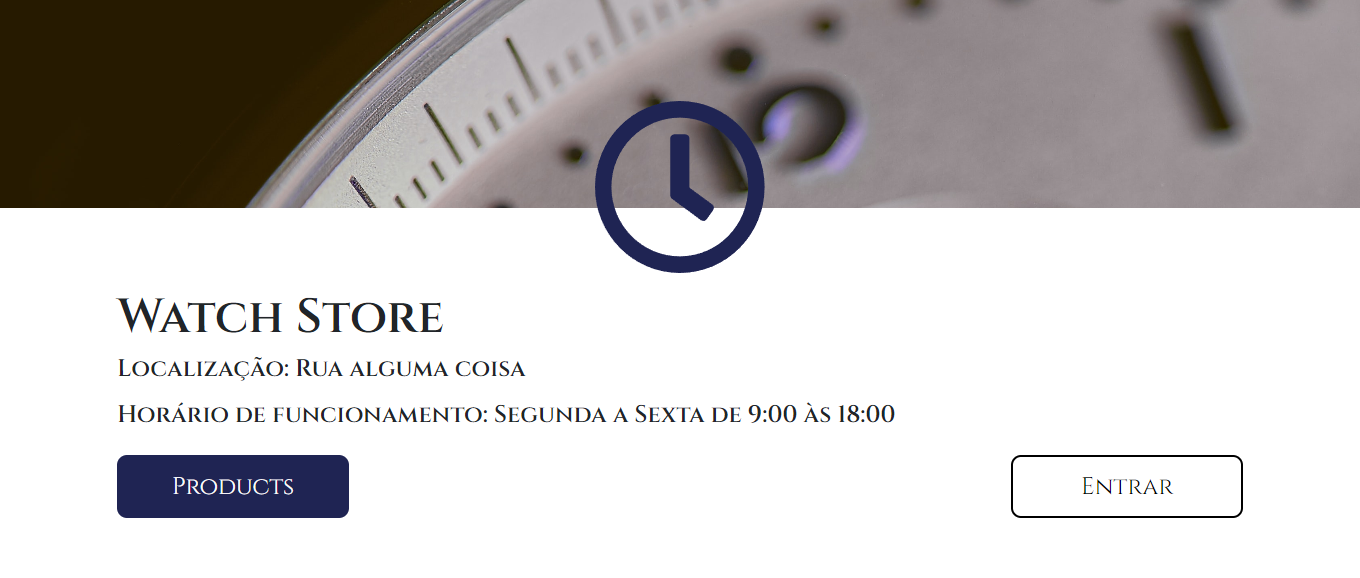 Watch Store
Localização: Rua alguma coisa
Horário de funcionamento: Segunda a Sexta de 9:00 às 18:00
Products
Entrar